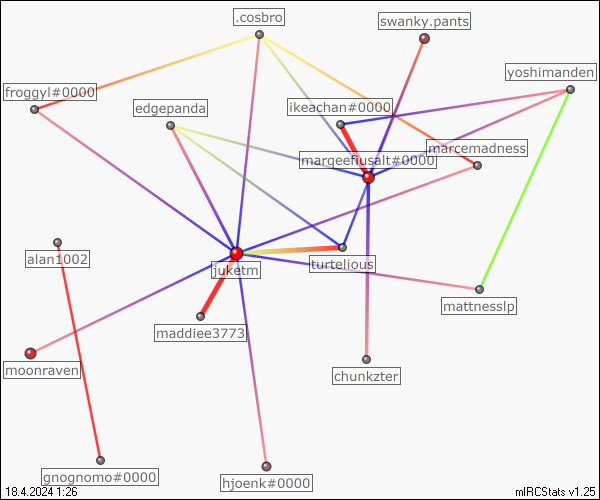 .cosbro
swanky.pants
yoshimanden
froggyl#0000
edgepanda
ikeachan#0000
marcemadness
margeefiusalt#0000
alan1002
juketm
turtelious
mattnesslp
maddiee3773
moonraven
chunkzter
gnognomo#0000
hjoenk#0000
18.4.2024 1:26
mIRCStats v1.25